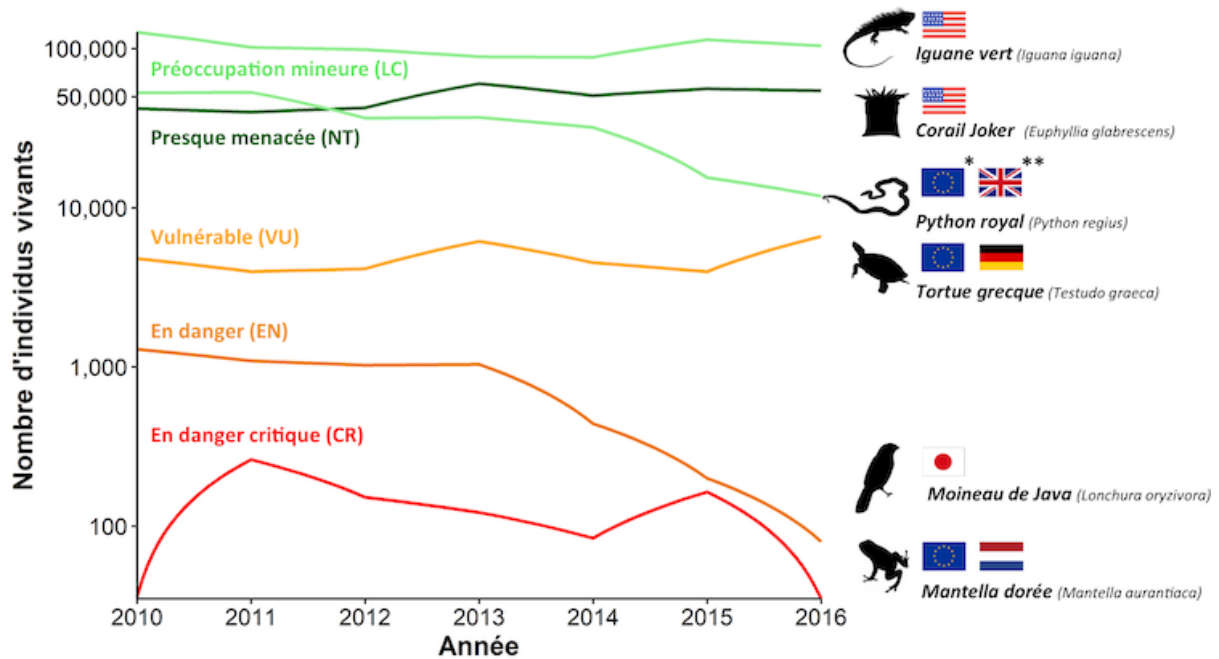 100,000
50,000
10,000
1,000
100
Nombre d'individus vivants
Préoccupation mineure (LC)
Presque menacée (NT)
Vulnérable (VU)
En danger (EN)
En danger critique (CR)
2010 2011 2012 2013 2014 2015 2016
Année
Iguane vert (Iguana iguana)
Corail Joker (Euphyllia glabrescens)
* **
Python royal (Python regius)
Tortue grecque (Testudo graeca)
Moineau de Java (Lonchura oryzivora)
Mantella dorée (Mantella aurantiaca)